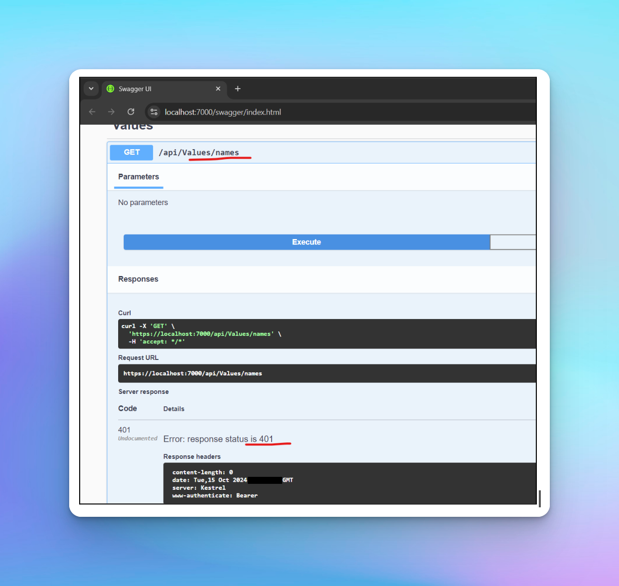 Swagger UI
localhost:7000/swagger/index.html
Values
GET /api/Values/names
Parameters
No parameters
Execute
Responses
Curl
curl -X 'GET' \
'https://localhost:7000/api/Values/names' \
-H 'accept: */*'
Request URL
https://localhost:7000/api/Values/names
Server response
Code Details
401
Undocumented
Error: response status is 401
Response headers
content-length: 0
date: Tue,15 Oct 2024 GMT
server: Kestrel
www-authenticate: Bearer